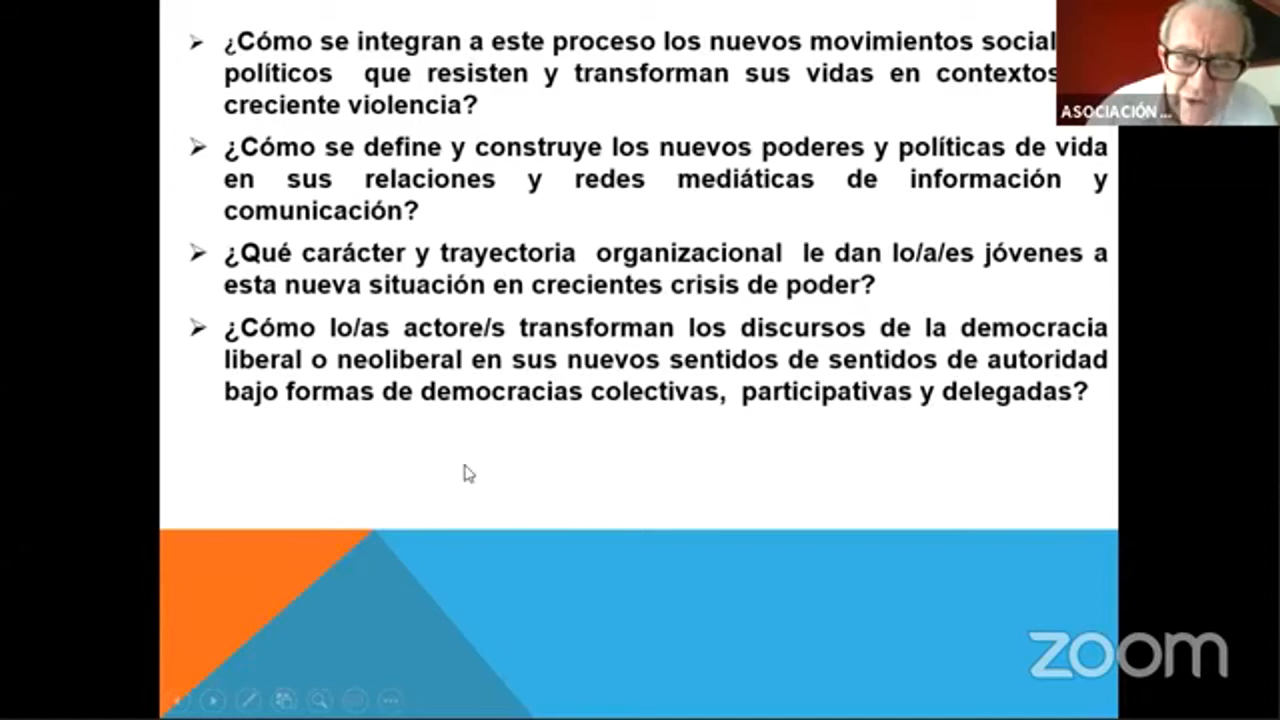 ¿Cómo se integran a este proceso los nuevos movimientos social
políticos que resisten y transforman sus vidas en contextos
creciente violencia?
¿Cómo se define y construye los nuevos poderes y políticas de vida
en sus relaciones y redes mediáticas de información y
comunicación?
¿Qué carácter y trayectoria organizacional le dan lo/a/es jóvenes a
esta nueva situación en crecientes crisis de poder?
¿Cómo lo/as actore/s transforman los discursos de la democracia
liberal o neoliberal en sus nuevos sentidos de sentidos de autoridad
bajo formas de democracias colectivas, participativas y delegadas?
ASOCIACIÓN ...
zoom